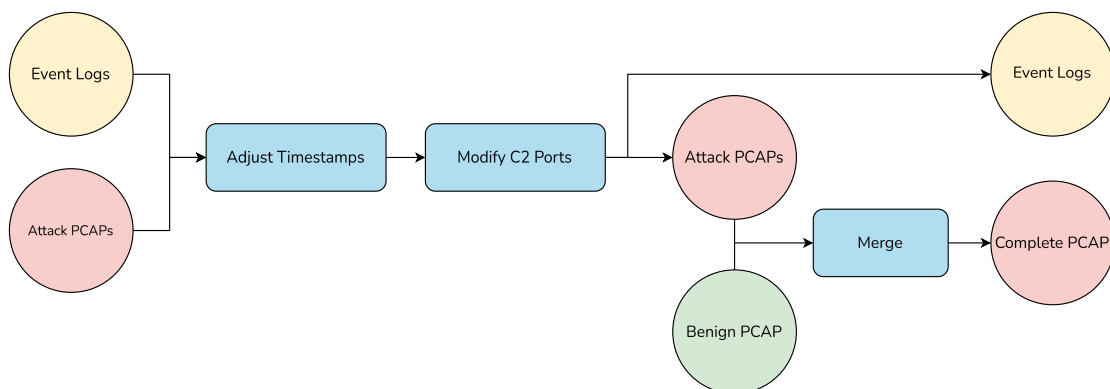 Event Logs
Attack PCAPs
Adjust Timestamps
Modify C2 Ports
Attack PCAPs
Benign PCAP
Merge
Event Logs
Complete PCAP